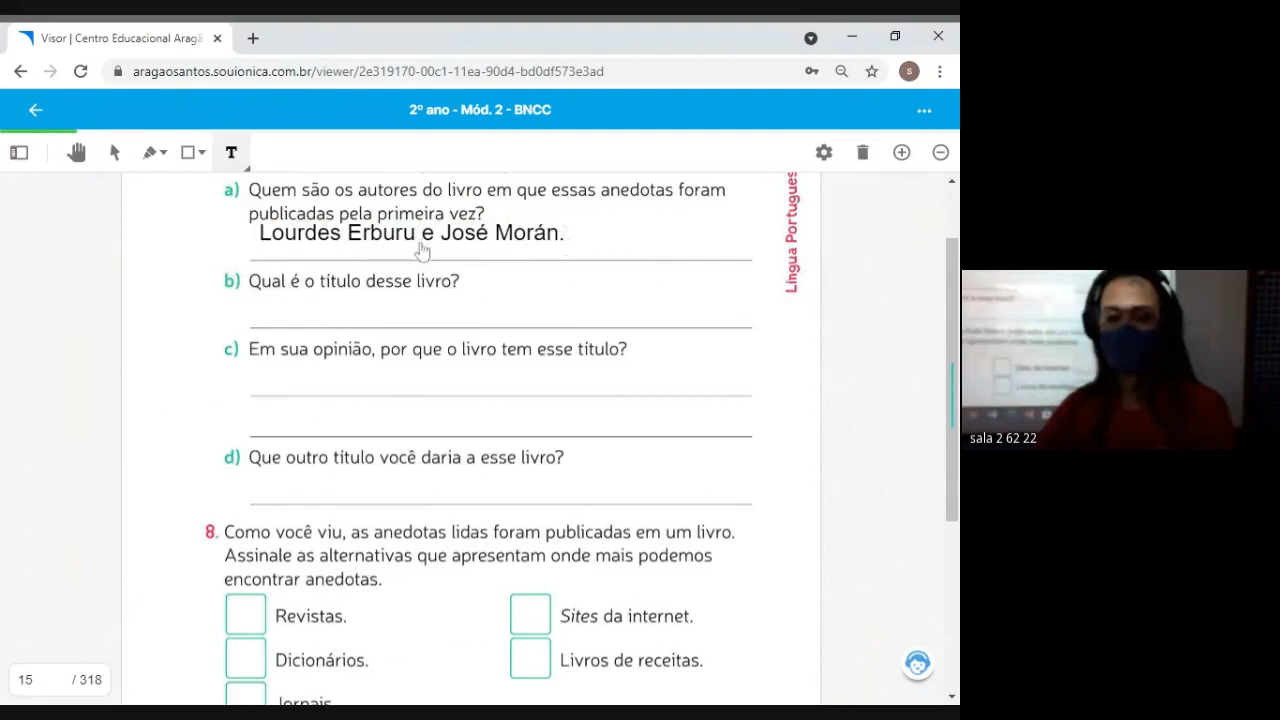 Visor | Centro Educacional Aragã
aragaosantos.souionica.com.br/viewer/2e319170-00c1-11ea-90d4-bd0df573e3ad
S
2º ano - Mód. 2 - BNCC
T
a) Quem são os autores do livro em que essas anedotas foram
publicadas pela primeira vez?
Lourdes Erburu e José Morán.
Língua Portugues
b) Qual é o título desse livro?
c) Em sua opinião, por que o livro tem esse título?
d) Que outro título você daria a esse livro?
8. Como você viu, as anedotas lidas foram publicadas em um livro.
Assinale as alternativas que apresentam onde mais podemos
encontrar anedotas.
Revistas.
Sites da internet.
Dicionários.
Livros de receitas.
Jornais
15 / 318
sala 2 62 22